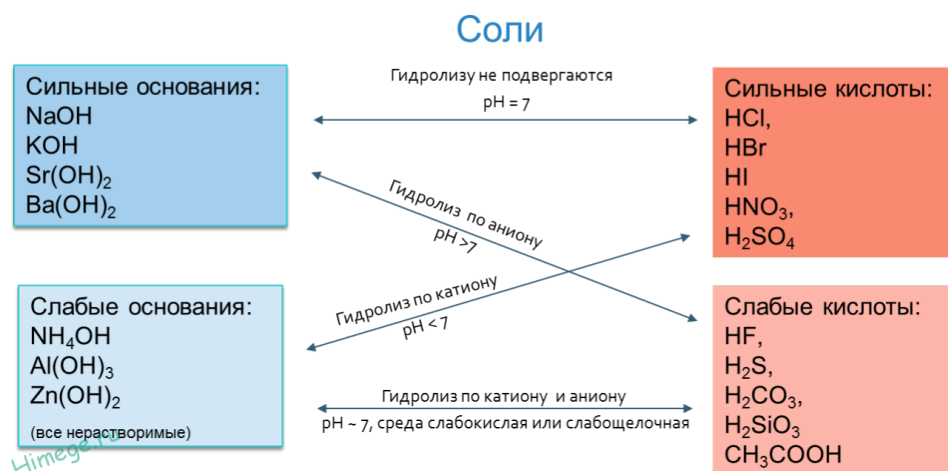 Соли
Сильные основания:
NaOH
KOH
Sr(OH)₂
Ba(OH)₂
Гидролизу не подвергаются
pH = 7
Сильные кислоты:
HCl,
HBr
HI
HNO₃,
H₂SO₄
Гидролиз по аниону
pH >7
Гидролиз по катиону
pH < 7
Слабые основания:
NH₄OH
Al(OH)₃
Zn(OH)₂
(все нерастворимые)
Гидролиз по катиону и аниону
pH ~ 7, среда слабокислая или слабощелочная
Слабые кислоты:
HF,
H₂S,
H₂CO₃,
H₂SiO₃
CH₃COOH
4imege.ru